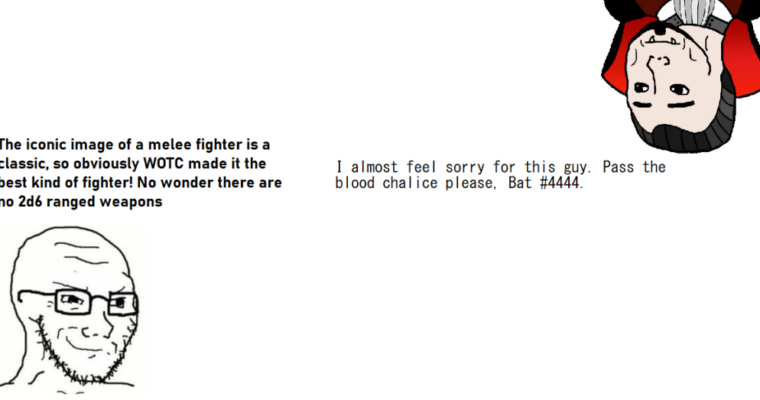 The iconic image of a melee fighter is a
classic, so obviously WOTC made it the
best kind of fighter! No wonder there are
no 2d6 ranged weapons
I almost feel sorry for this guy. Pass the
blood chalice please, Bat #4444.